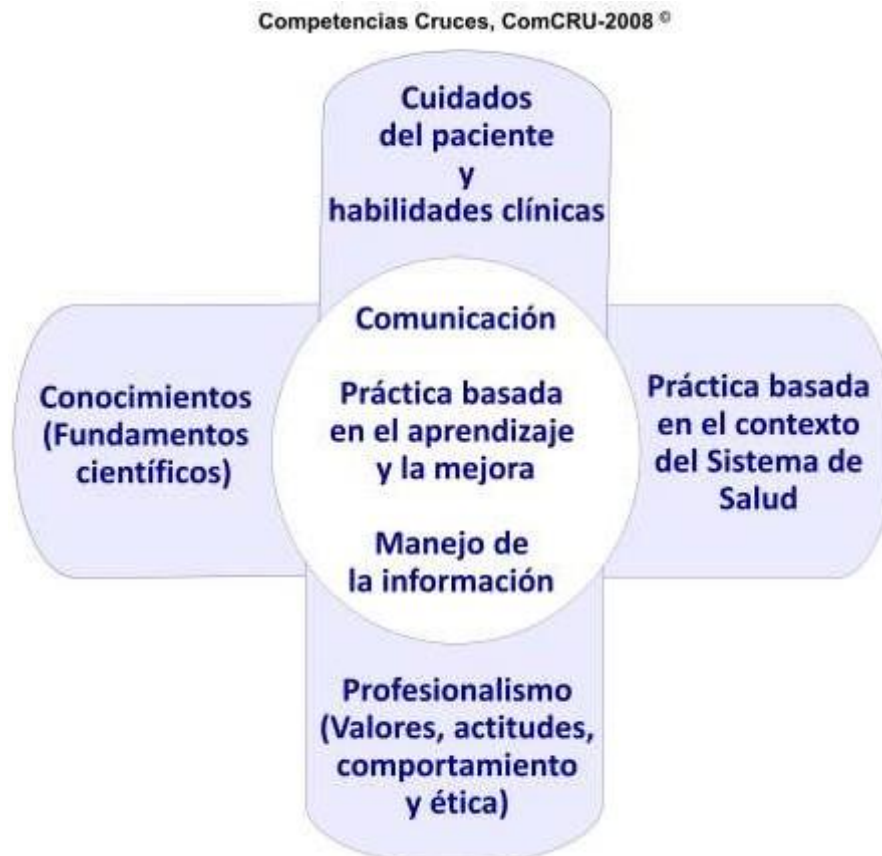 Competencias Cruces, ComCRU-2008 ©
Cuidados
del paciente
y
habilidades clínicas
Conocimientos
(Fundamentos
científicos)
Comunicación
Práctica basada
en el aprendizaje
y la mejora
Manejo de
la información
Práctica basada
en el contexto
del Sistema de
Salud
Profesionalismo
(Valores, actitudes,
comportamiento
y ética)